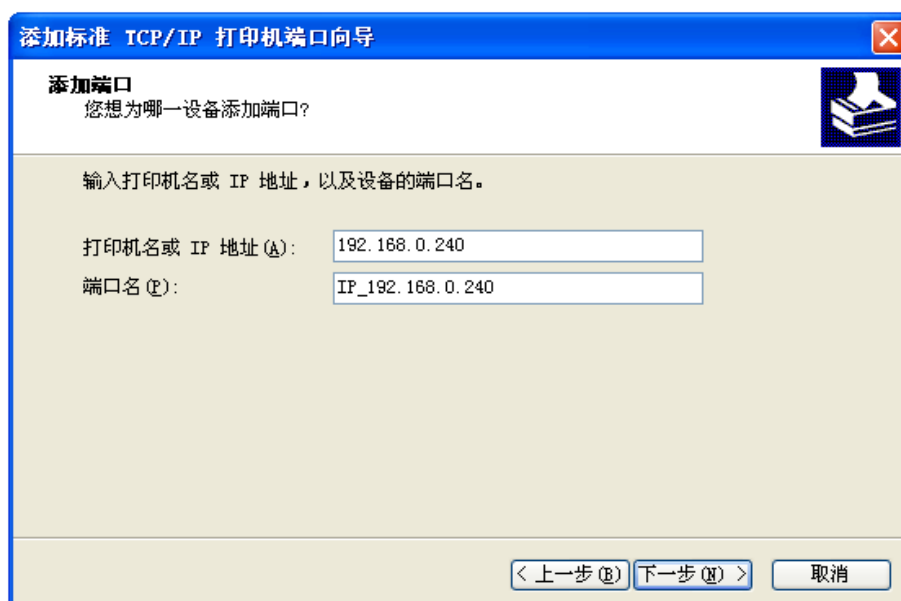 添加标准 TCP/IP 打印机端口向导
添加端口
您想为哪一设备添加端口?
输入打印机名或 IP 地址，以及设备的端口名。
打印机名或 IP 地址(A): 192.168.0.240
端口名(P): IP_192.168.0.240
< 上一步(B) 下一步(N) > 取消